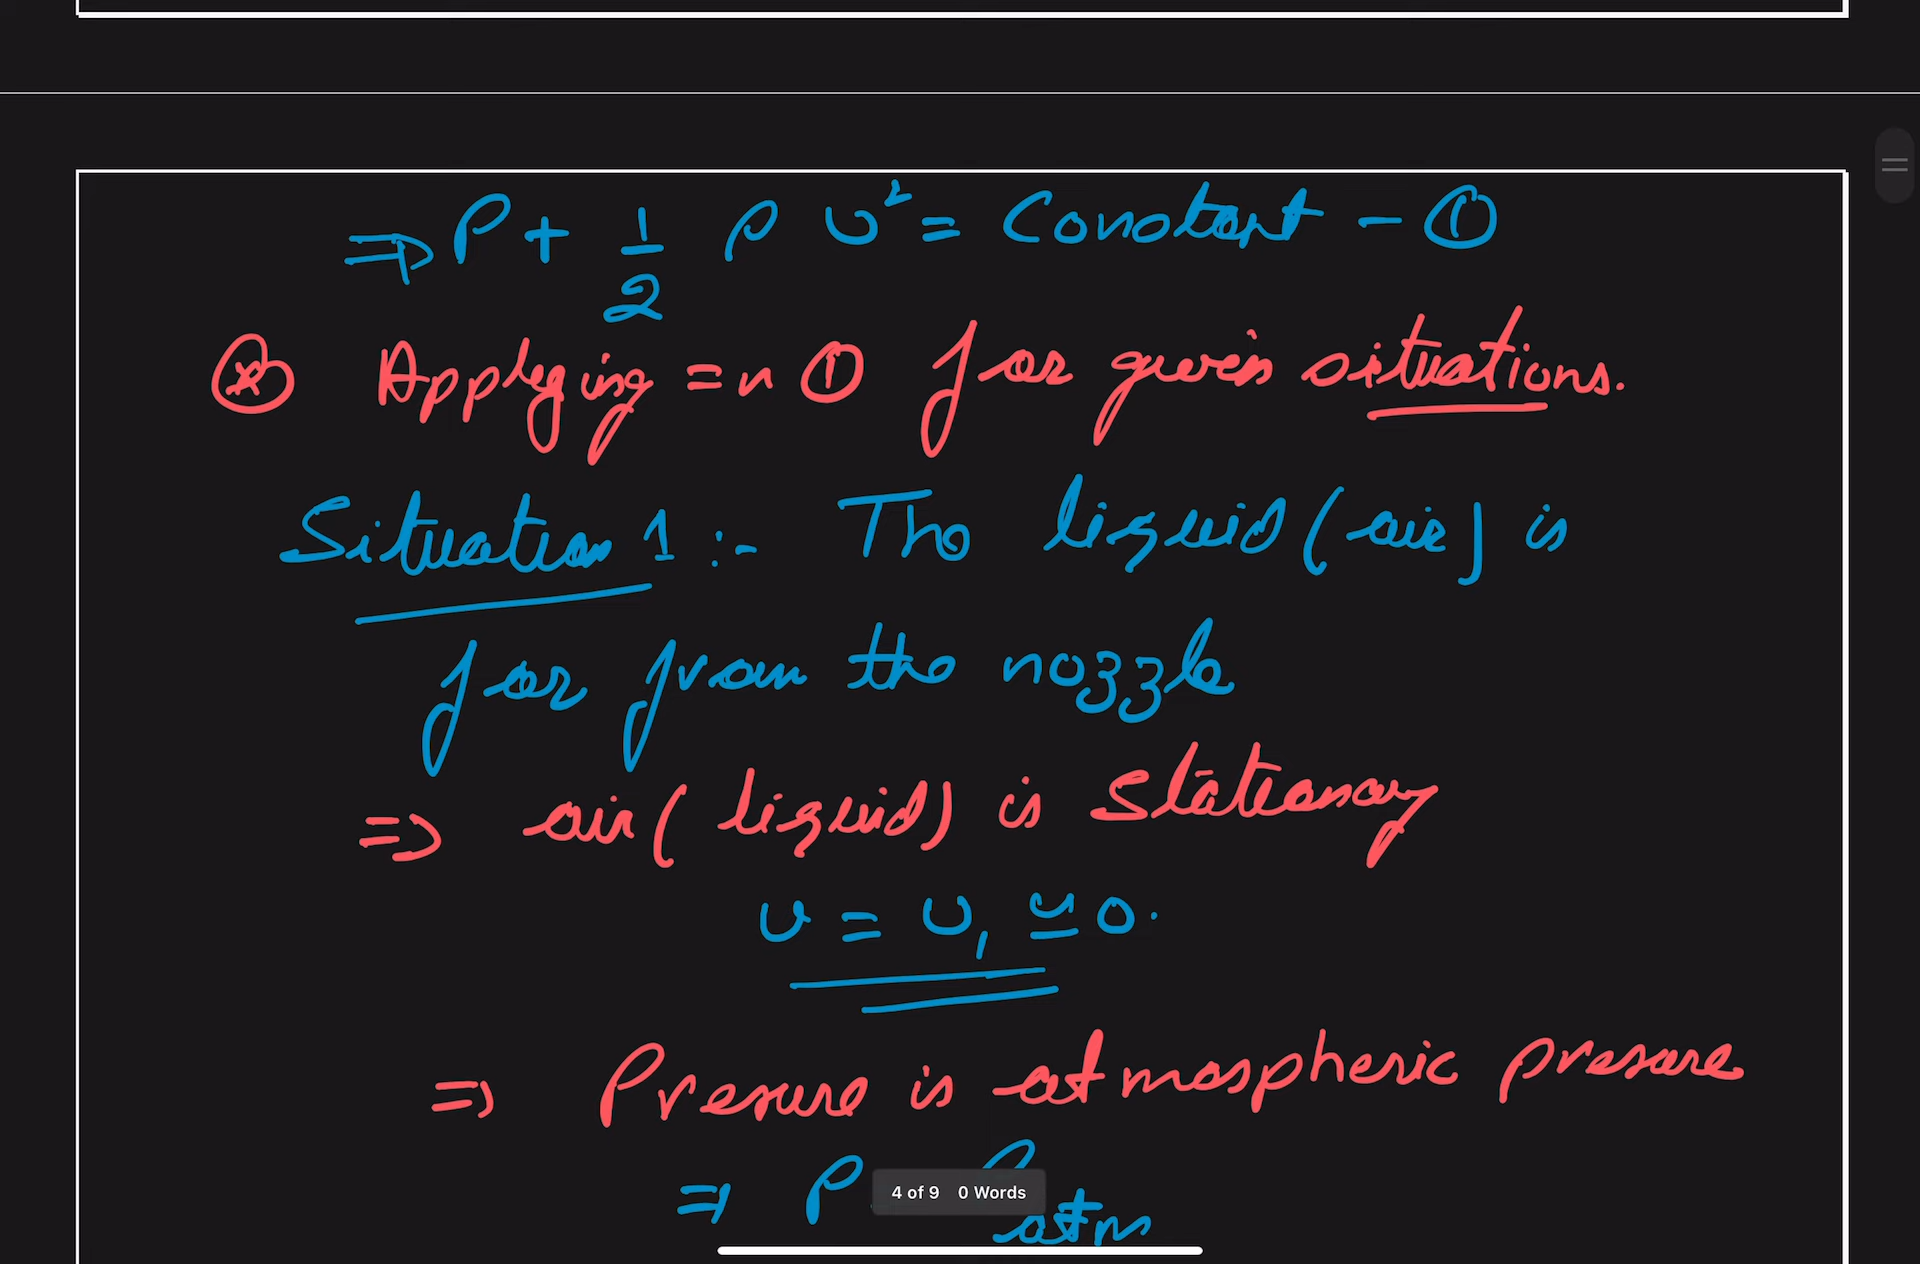 ⇒ P + 1/2 ρ v² = Constant - ①
⊛ Applying =n ① for given situations.
Situation 1 :- The liquid (air) is
far from the nozzle
=> air (liquid) is stationary
v = v₁ ≃ 0.
=> Pressure is atmospheric pressure
=> P P atm
4 of 9 0 Words